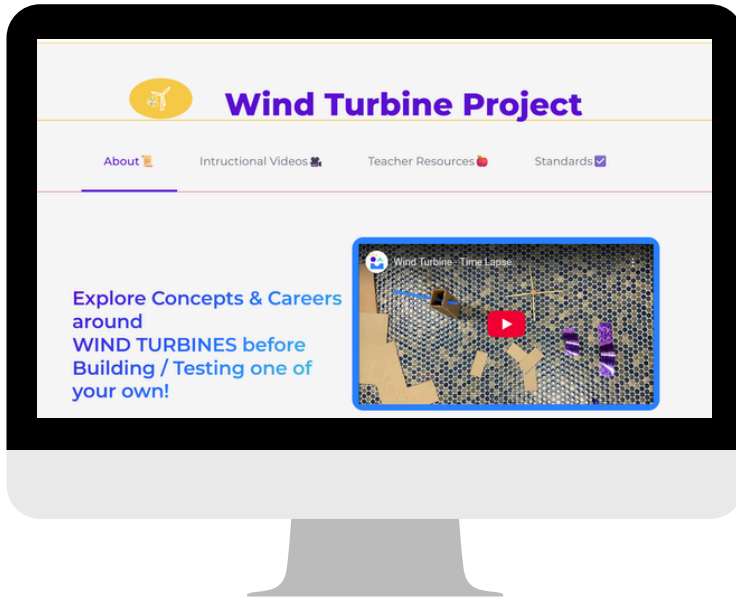 Wind Turbine Project
About📜 Intructional Videos🎥 Teacher Resources🍎 Standards☑️
Wind Turbine - Time Lapse
Explore Concepts & Careers
around
WIND TURBINES before
Building / Testing one of
your own!